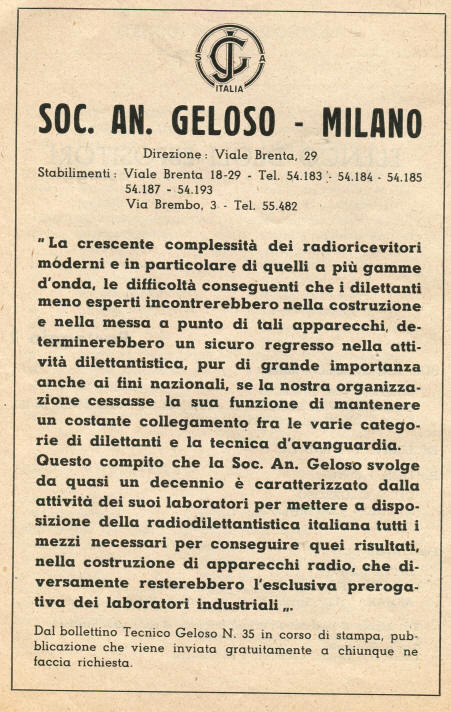 S A
JG
ITALIA
SOC. AN. GELOSO - MILANO
Direzione: Viale Brenta, 29
Stabilimenti: Viale Brenta 18-29 - Tel. 54.183 - 54.184 - 54.185
54.187 - 54.193
Via Brembo, 3 - Tel. 55.482
" La crescente complessità dei radioricevitori
moderni e in particolare di quelli a più gamme
d'onda, le difficoltà conseguenti che i dilettanti
meno esperti incontrerebbero nella costruzione
e nella messa a punto di tali apparecchi, de-
terminerebbero un sicuro regresso nella atti-
vità dilettantistica, pur di grande importanza
anche ai fini nazionali, se la nostra organizza-
zione cessasse la sua funzione di mantenere
un costante collegamento fra le varie catego-
rie di dilettanti e la tecnica d'avanguardia.
Questo compito che la Soc. An. Geloso svolge
da quasi un decennio è caratterizzato dalla
attività dei suoi laboratori per mettere a dispo-
sizione della radiodilettantistica italiana tutti i
mezzi necessari per conseguire quei risultati,
nella costruzione di apparecchi radio, che di-
versamente resterebbero l'esclusiva preroga-
tiva dei laboratori industriali „.
Dal bollettino Tecnico Geloso N. 35 in corso di stampa, pub-
blicazione che viene inviata gratuitamente a chiunque ne
faccia richiesta.